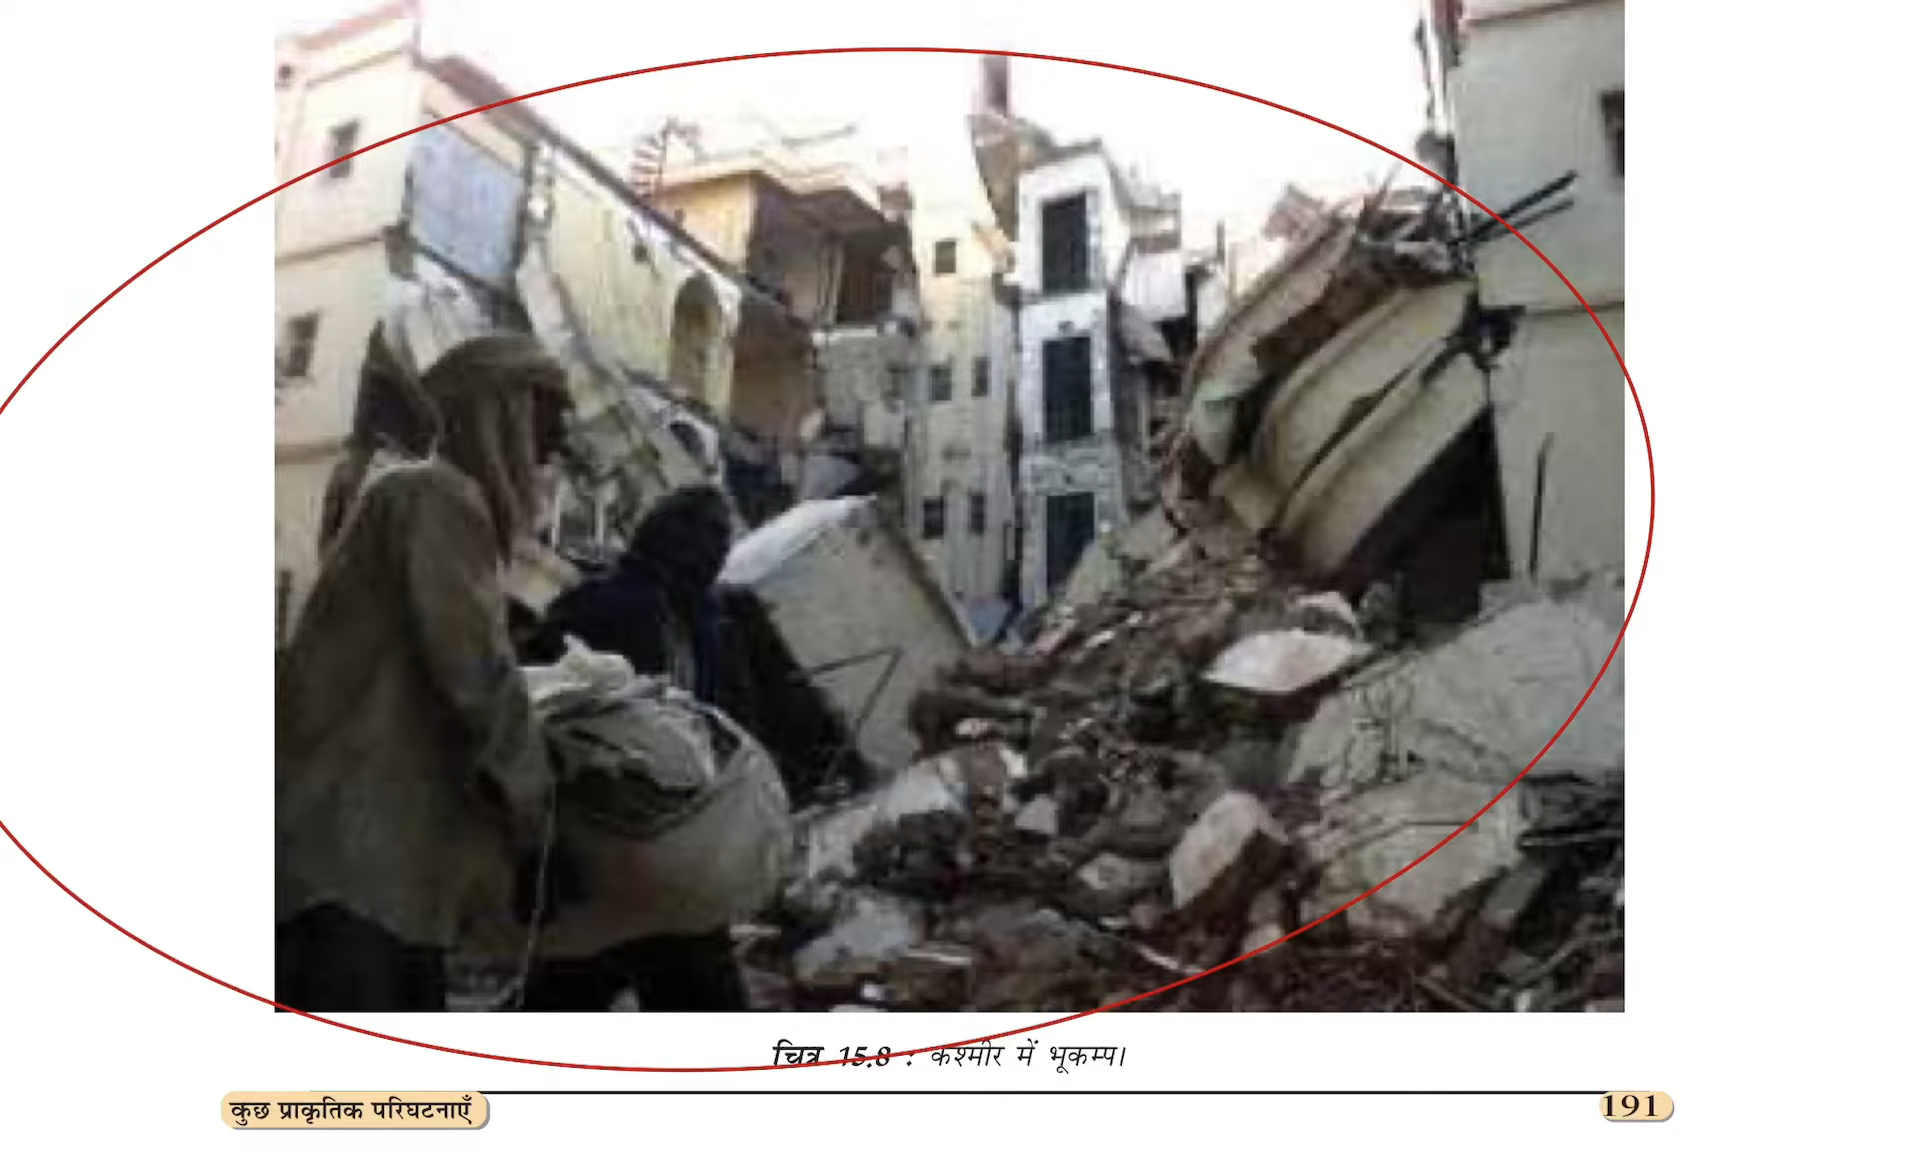 चित्र 15.8 : कश्मीर में भूकम्प।
कुछ प्राकृतिक परिघटनाएँ
191